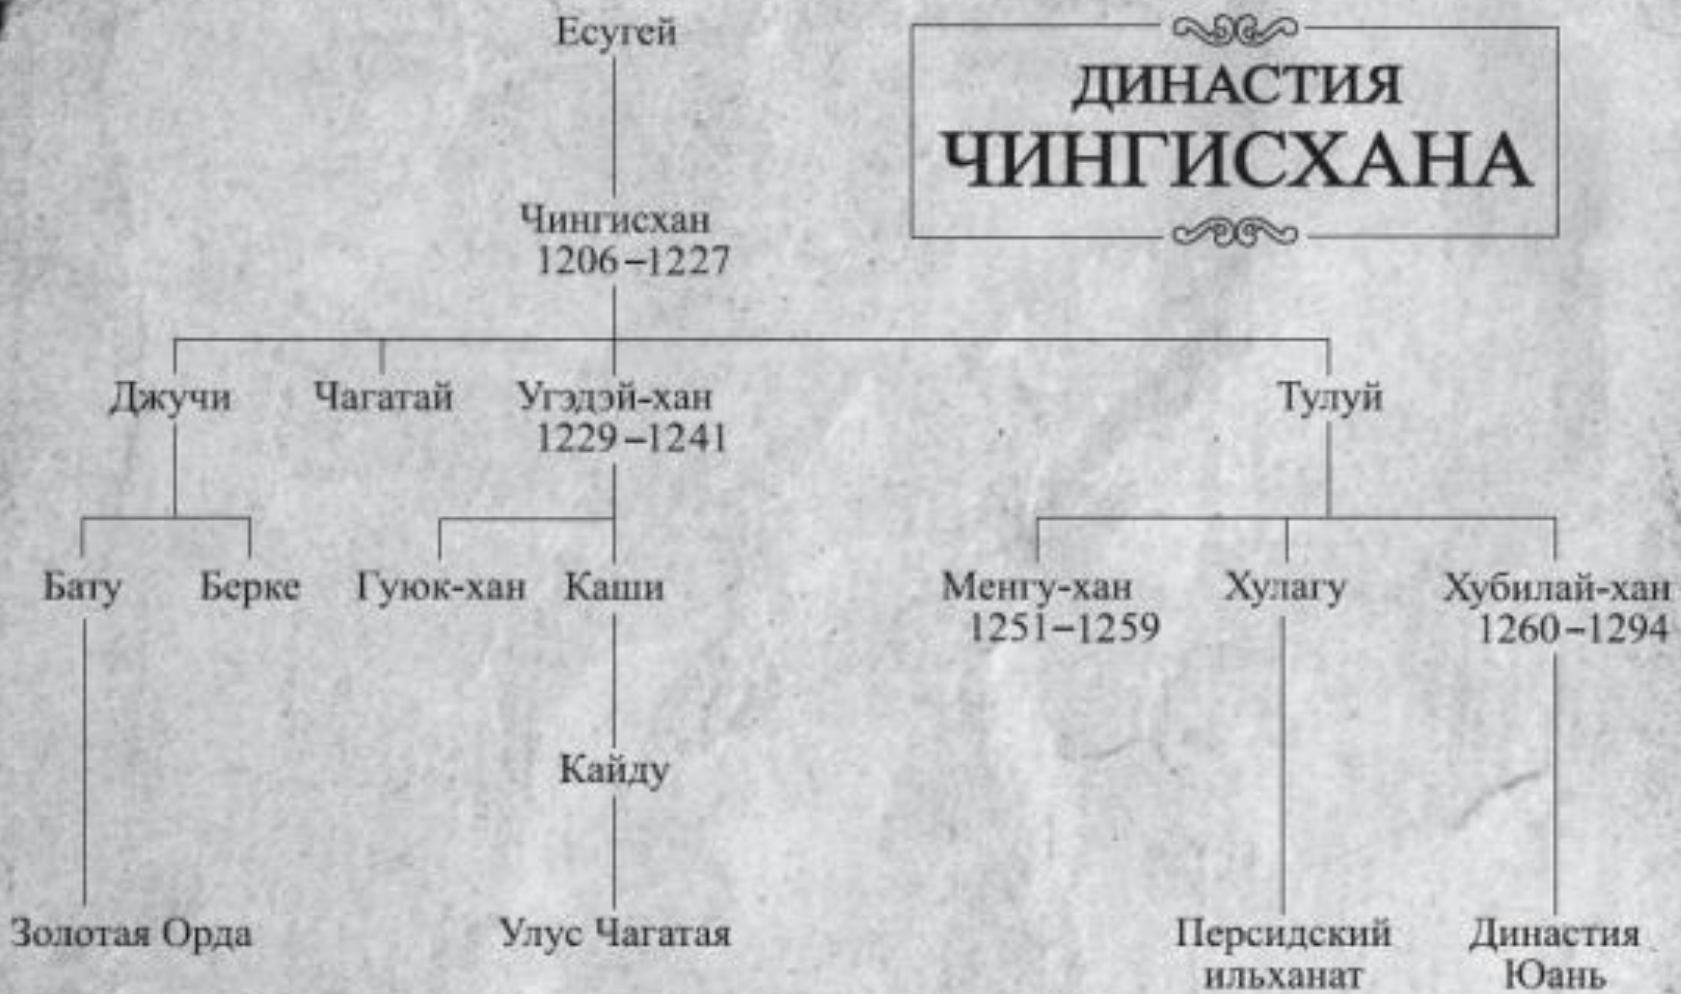 Есугей
ДИНАСТИЯ
ЧИНГИСХАНА
Чингисхан
1206–1227
Джучи
Чагатай
Угэдэй-хан
1229–1241
Тулуй
Бату
Берке
Гуюк-хан
Каши
Менгу-хан
1251–1259
Хулагу
Хубилай-хан
1260–1294
Кайду
Золотая Орда
Улус Чагатая
Персидский
ильханат
Династия
Юань